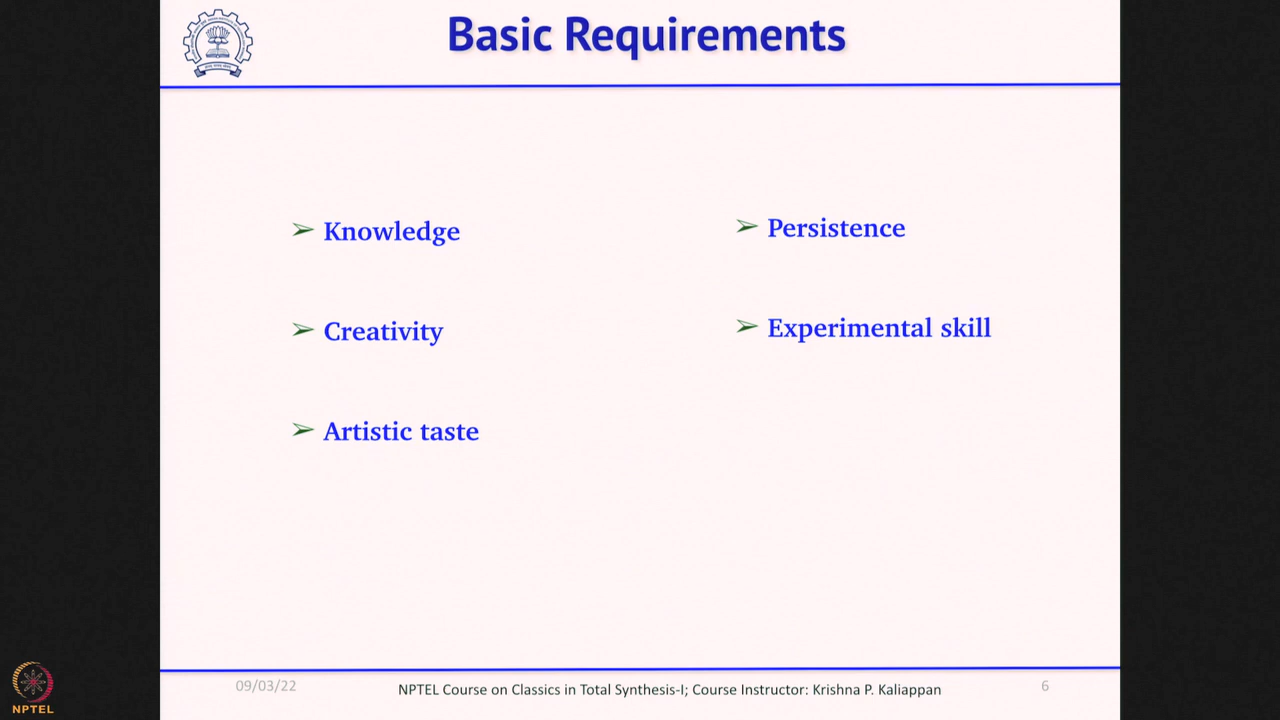 Basic Requirements
➢ Knowledge
➢ Creativity
➢ Artistic taste
➢ Persistence
➢ Experimental skill
09/03/22
NPTEL Course on Classics in Total Synthesis-I; Course Instructor: Krishna P. Kaliappan
6
NPTEL